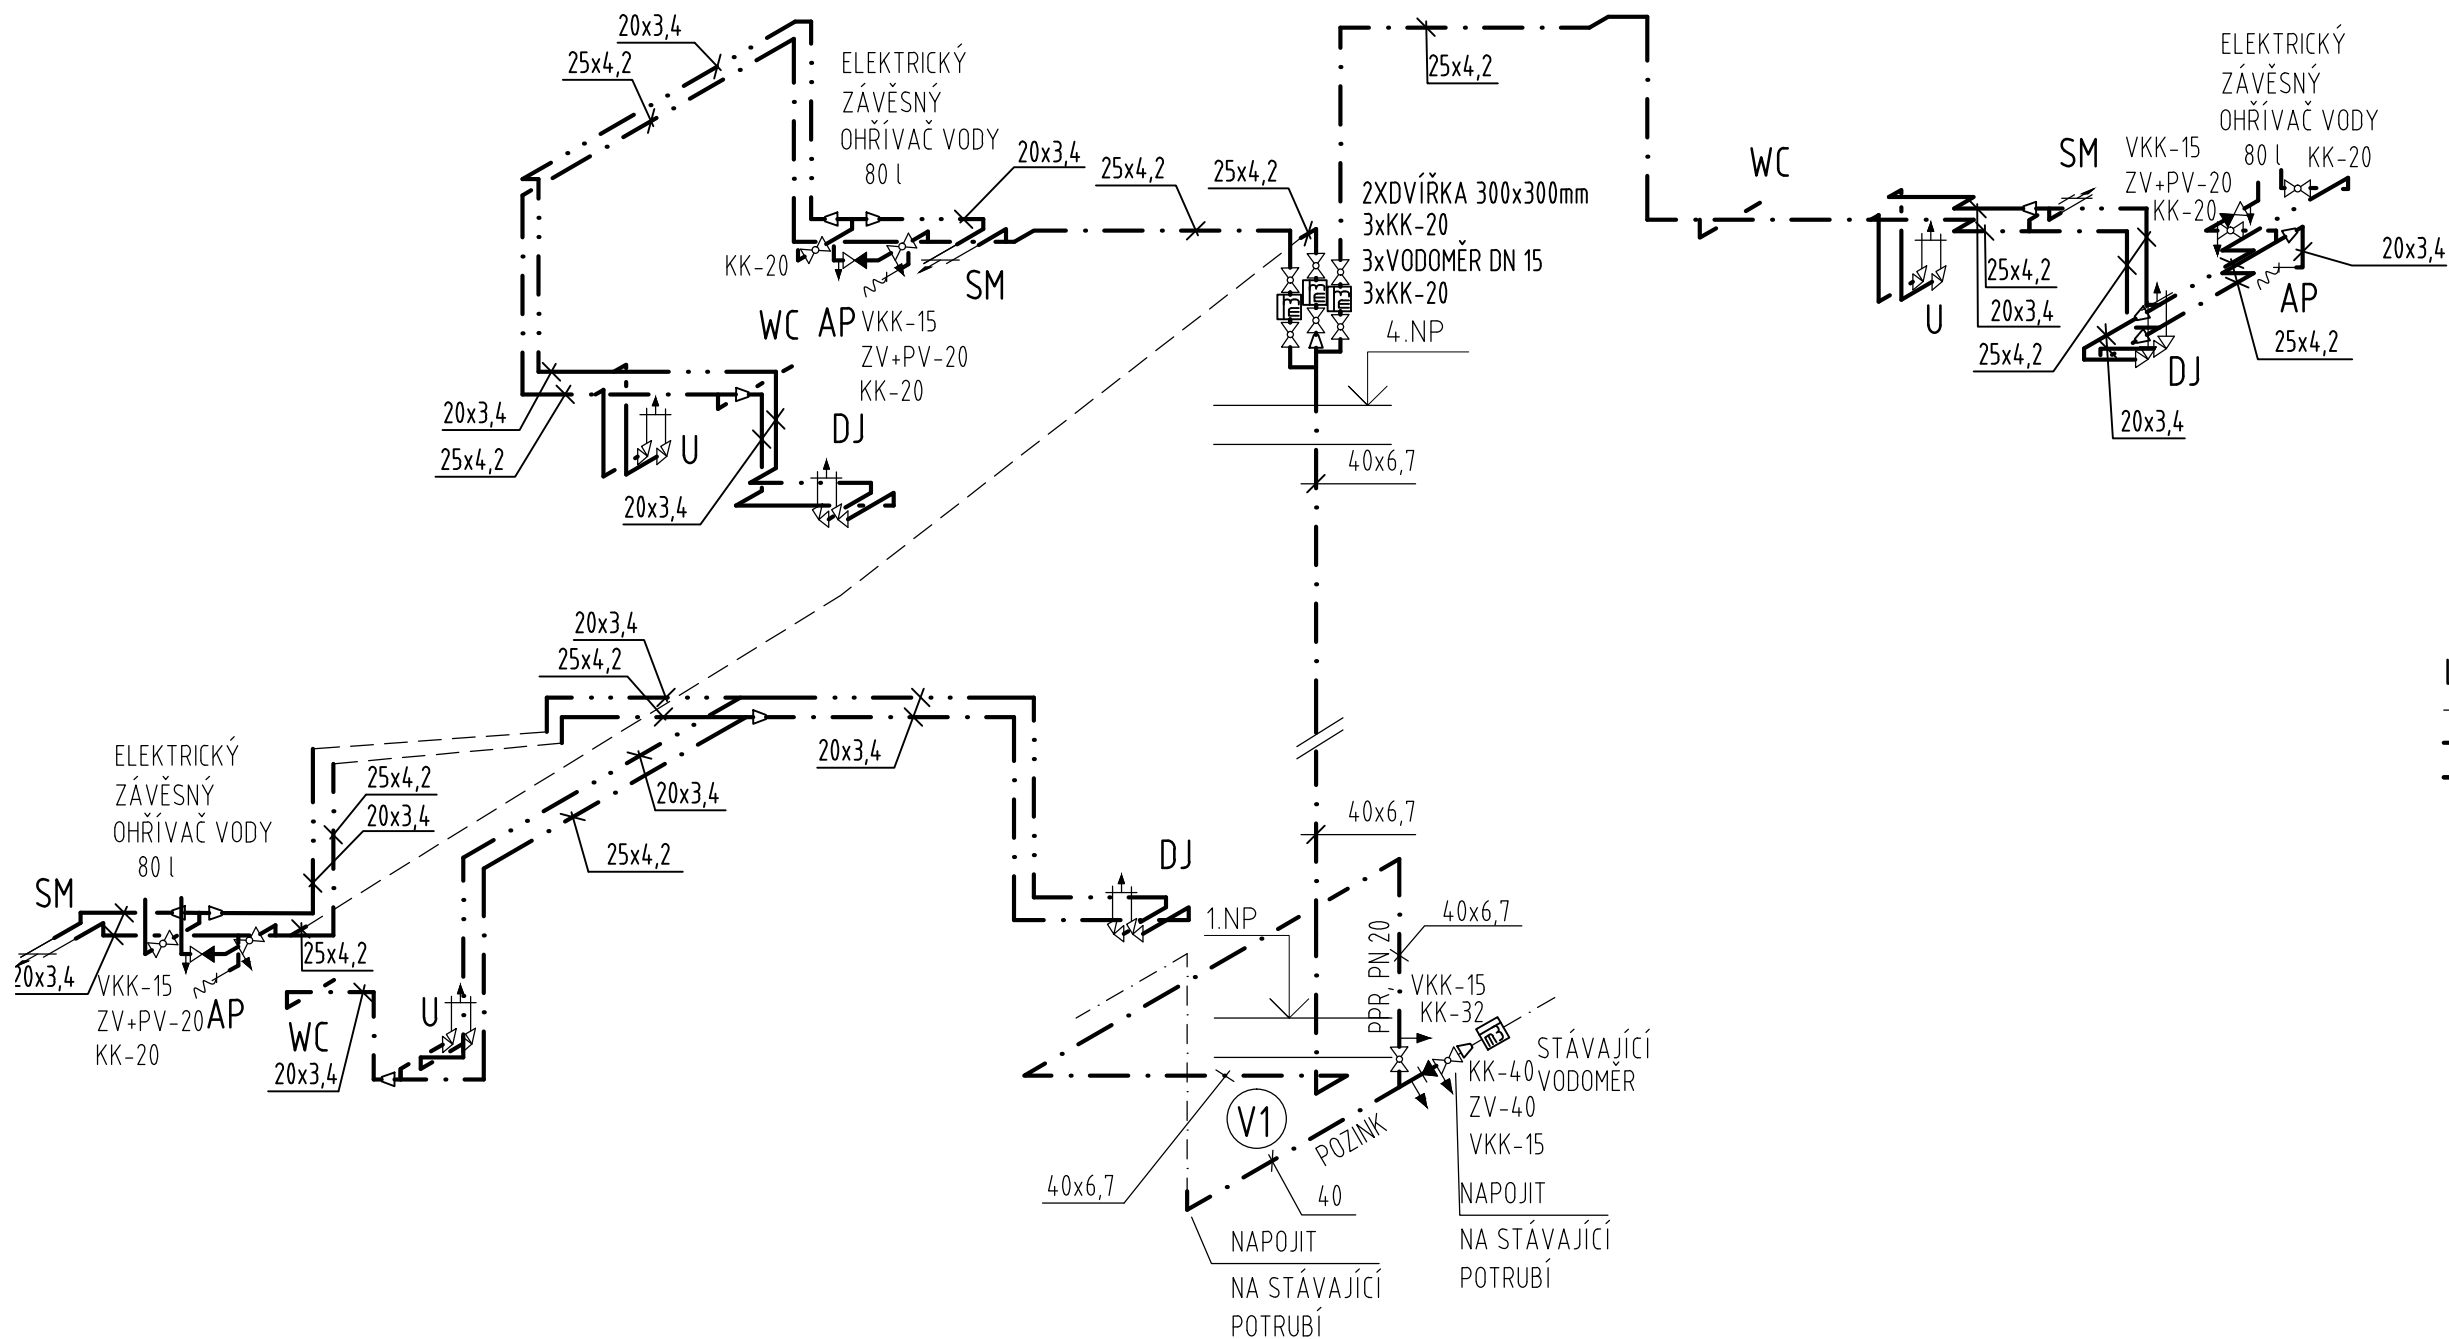 20x3,4
25x4,2
ELEKTRICKÝ
ZÁVĚSNÝ
OHŘÍVAČ VODY
80 l
20x3,4
25x4,2
25x4,2
KK-20
SM
WC
AP
VKK-15
ZV+PV-20
KK-20
20x3,4
25x4,2
U
DJ
20x3,4
25x4,2
2XDVÍŘKA 300x300mm
3xKK-20
3xVODOMĚR DN 15
3xKK-20
m3
m3
m3
4.NP
40x6,7
WC
SM
VKK-15
ZV+PV-20
KK-20
ELEKTRICKÝ
ZÁVĚSNÝ
OHŘÍVAČ VODY
80 l
KK-20
20x3,4
25x4,2
20x3,4
25x4,2
U
AP
25x4,2
DJ
20x3,4
20x3,4
25x4,2
20x3,4
20x3,4
25x4,2
ELEKTRICKÝ
ZÁVĚSNÝ
OHŘÍVAČ VODY
80 l
25x4,2
20x3,4
SM
20x3,4
VKK-15
ZV+PV-20
KK-20
AP
25x4,2
WC
20x3,4
U
DJ
40x6,7
1.NP
40x6,7
PPR, PN 20
VKK-15
KK-32
m3
STÁVAJÍCÍ
VODOMĚR
KK-40
ZV-40
VKK-15
V1
POZINK
40x6,7
40
NAPOJIT
NA STÁVAJÍCÍ
POTRUBÍ
NAPOJIT
NA STÁVAJÍCÍ
POTRUBÍ